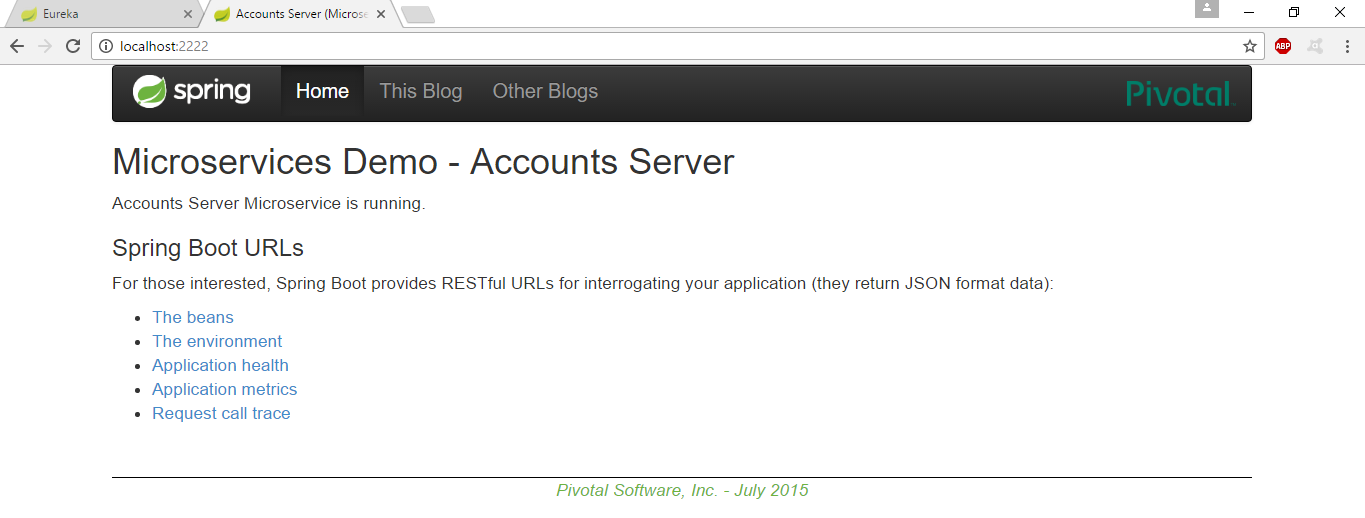 Eureka
Accounts Server (Microse
localhost:2222
ABP
spring
Home
This Blog
Other Blogs
Pivotal
Microservices Demo - Accounts Server
Accounts Server Microservice is running.
Spring Boot URLs
For those interested, Spring Boot provides RESTful URLs for interrogating your application (they return JSON format data):
The beans
The environment
Application health
Application metrics
Request call trace
Pivotal Software, Inc. - July 2015